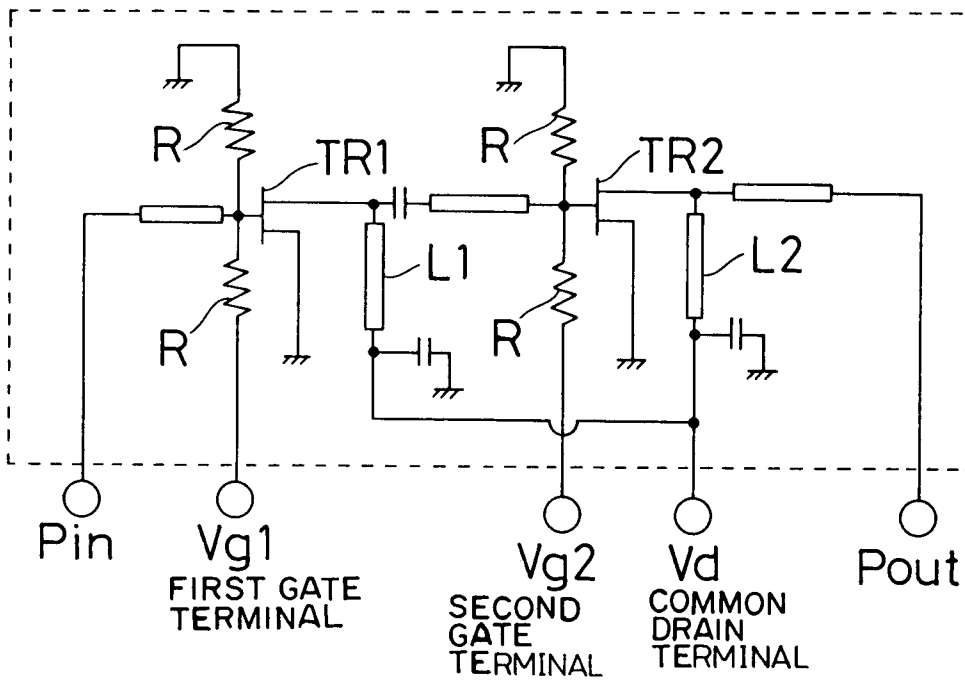 R
TR1
R
TR2
R
L1
R
L2
Pin
Vg1
FIRST GATE
TERMINAL
Vg2
SECOND
GATE
TERMINAL
Vd
COMMON
DRAIN
TERMINAL
Pout